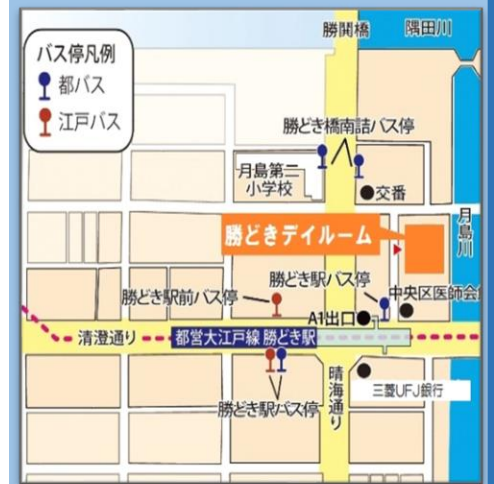 バス停凡例
都バス
江戸バス
勝鬨橋
隅田川
勝どき橋南詰バス停
月島第二
小学校
交番
勝どきデイルーム
月島川
勝どき駅バス停
中央区医師会
勝どき駅前バス停
A1出口
清澄通り
都営大江戸線 勝どき駅
晴海通り
三菱UFJ銀行
勝どき駅バス停